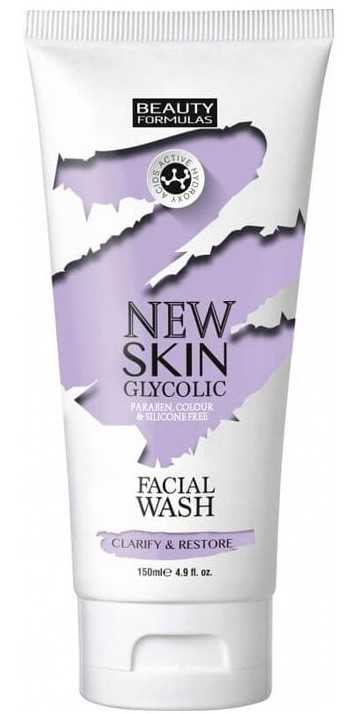 BEAUTY
FORMULAS
ACTIVE HYDROXY ACIDS
NEW
SKIN
GLYCOLIC
PARABEN, COLOUR
& SILICONE FREE
FACIAL
WASH
CLARIFY & RESTORE
150ml℮ 4.9 fl. oz.